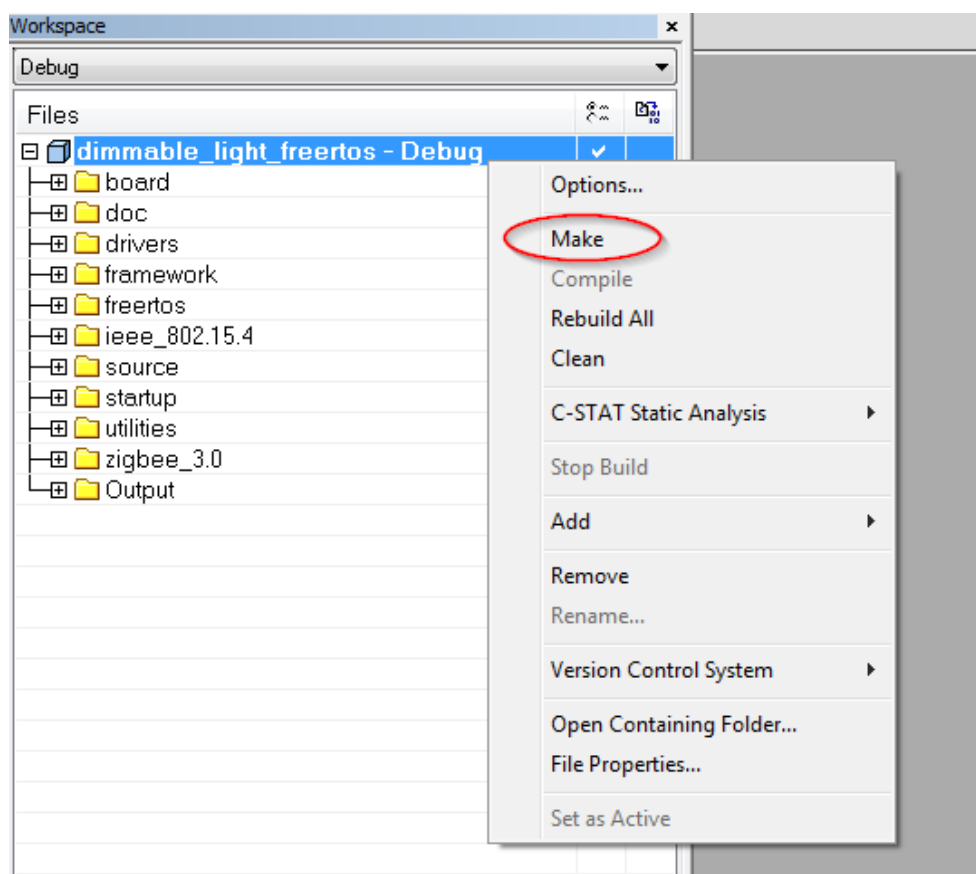 Workspace
Debug
Files
dimmable_light_freertos - Debug
board
doc
drivers
framework
freertos
ieee_802.15.4
source
startup
utilities
zigbee_3.0
Output
Options...
Make
Compile
Rebuild All
Clean
C-STAT Static Analysis
Stop Build
Add
Remove
Rename...
Version Control System
Open Containing Folder...
File Properties...
Set as Active